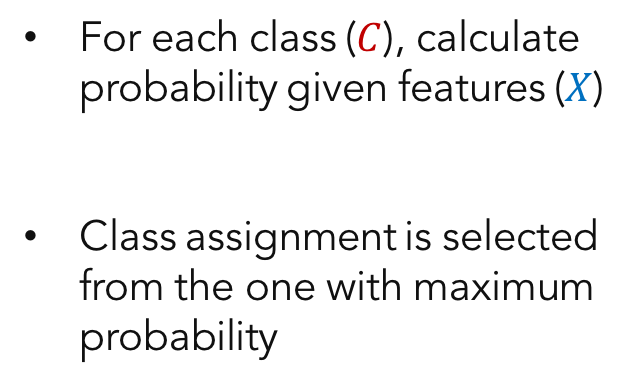 • For each class (C), calculate
probability given features (X)
• Class assignment is selected
from the one with maximum
probability